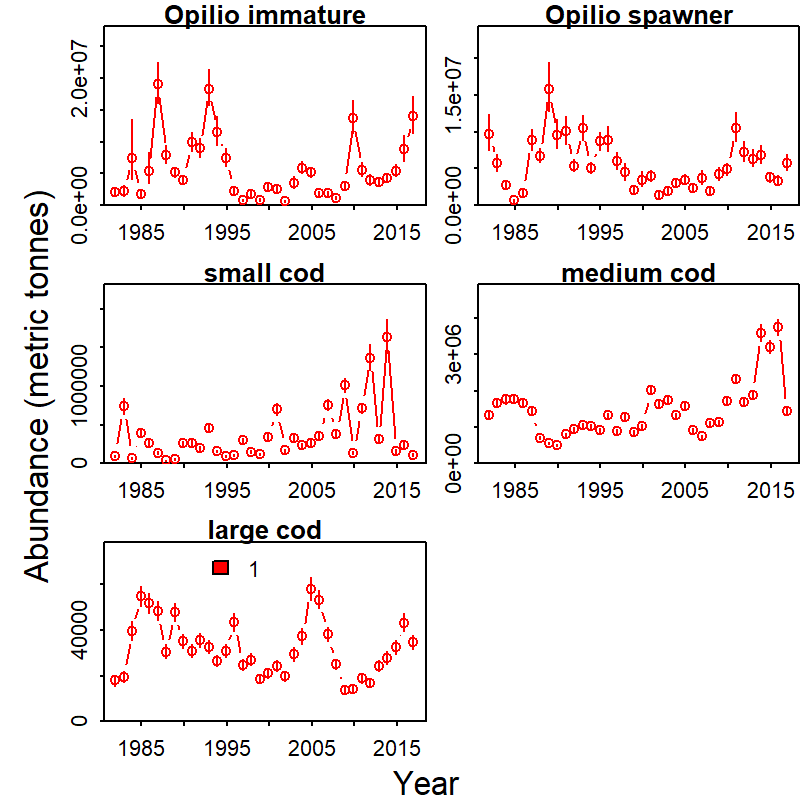 Opilio immature
Opilio spawner
2.0e+07
0.0e+00
1985 1995 2005 2015
1.5e+07
0.0e+00
1985 1995 2005 2015
small cod
medium cod
1000000
0
1985 1995 2005 2015
3e+06
0e+00
1985 1995 2005 2015
large cod
1
40000
0
1985 1995 2005 2015
Abundance (metric tonnes)
Year